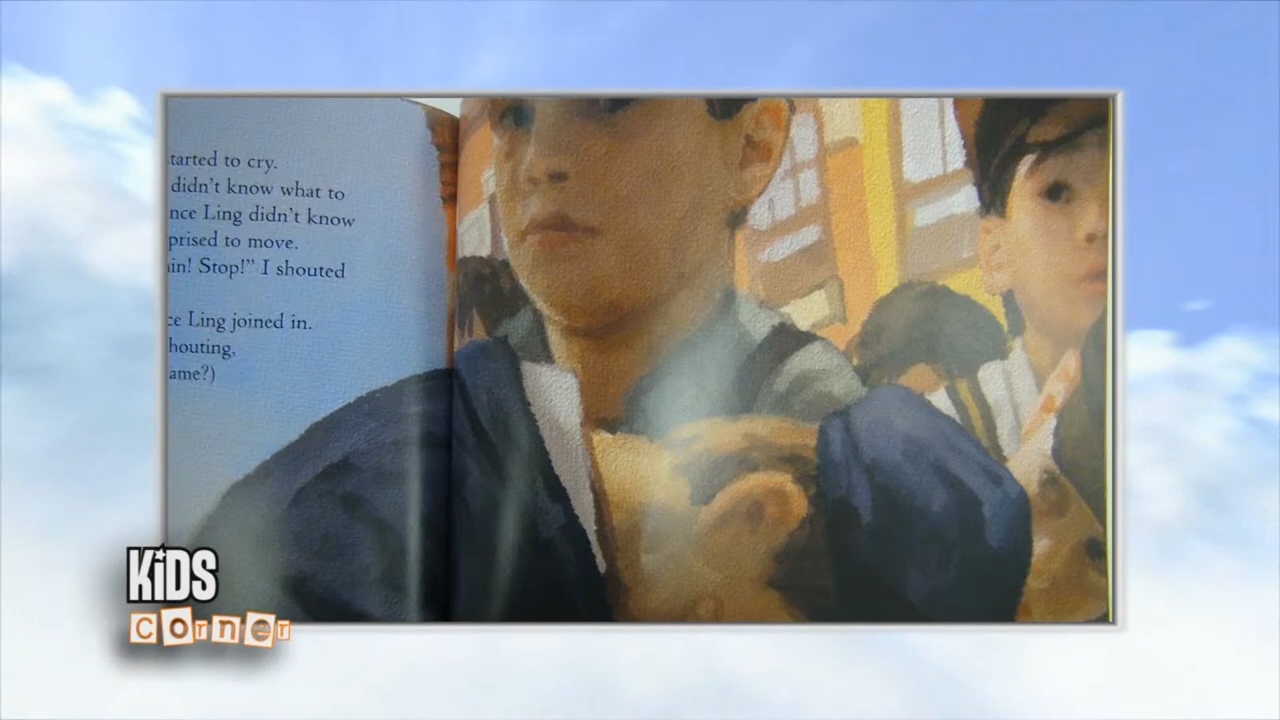 tarted to cry.
didn't know what to
nce Ling didn't know
prised to move.
in! Stop!" I shouted
ce Ling joined in.
houting,
ame?)
KiDS
Corner